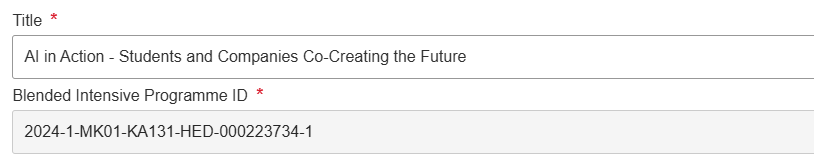 Title *
AI in Action - Students and Companies Co-Creating the Future
Blended Intensive Programme ID *
2024-1-MK01-KA131-HED-000223734-1